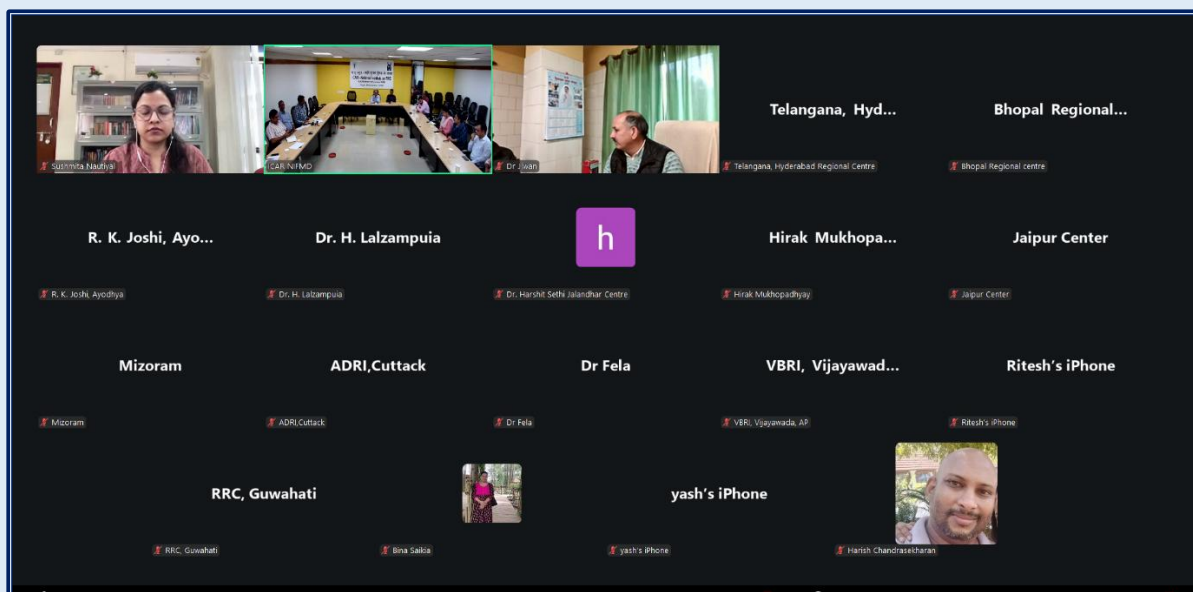 Sushmita Nautiyal
ICAR NIFMD
Dr Jiwan
Telangana, Hyd...
Telangana, Hyderabad Regional Centre
Bhopal Regional...
Bhopal Regional centre
R. K. Joshi, Ayo...
R. K. Joshi, Ayodhya
Dr. H. Lalzampuia
Dr. H. Lalzampuia
h
Dr. Harshit Sethi Jalandhar Centre
Hirak Mukhopa...
Hirak Mukhopadhyay
Jaipur Center
Jaipur Center
Mizoram
Mizoram
ADRI,Cuttack
ADRI,Cuttack
Dr Fela
Dr Fela
VBRI, Vijayawad...
VBRI, Vijayawada, AP
Ritesh's iPhone
Ritesh's iPhone
RRC, Guwahati
RRC, Guwahati
Bina Saikia
yash's iPhone
yash's iPhone
Harish Chandrasekharan